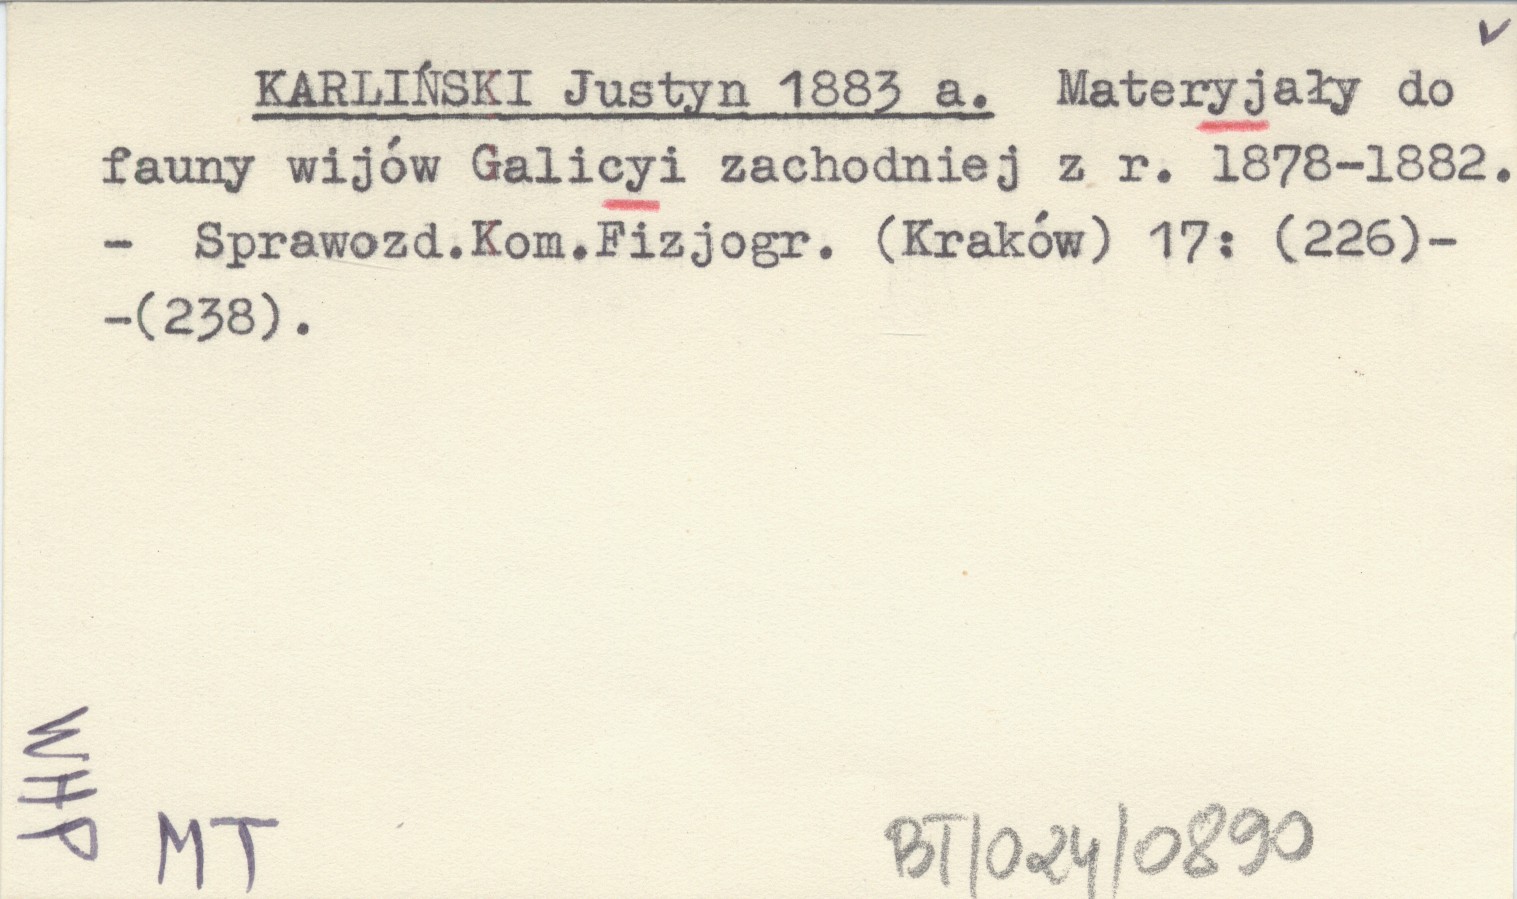 KARLIŃSKI Justyn 1883 a. Materyjały do
fauny wijów Galicyi zachodniej z r. 1878-1882.
- Sprawozd.Kom.Fizjogr. (Kraków) 17: (226)-
-(238).
WHP
MT
BT/024/0890